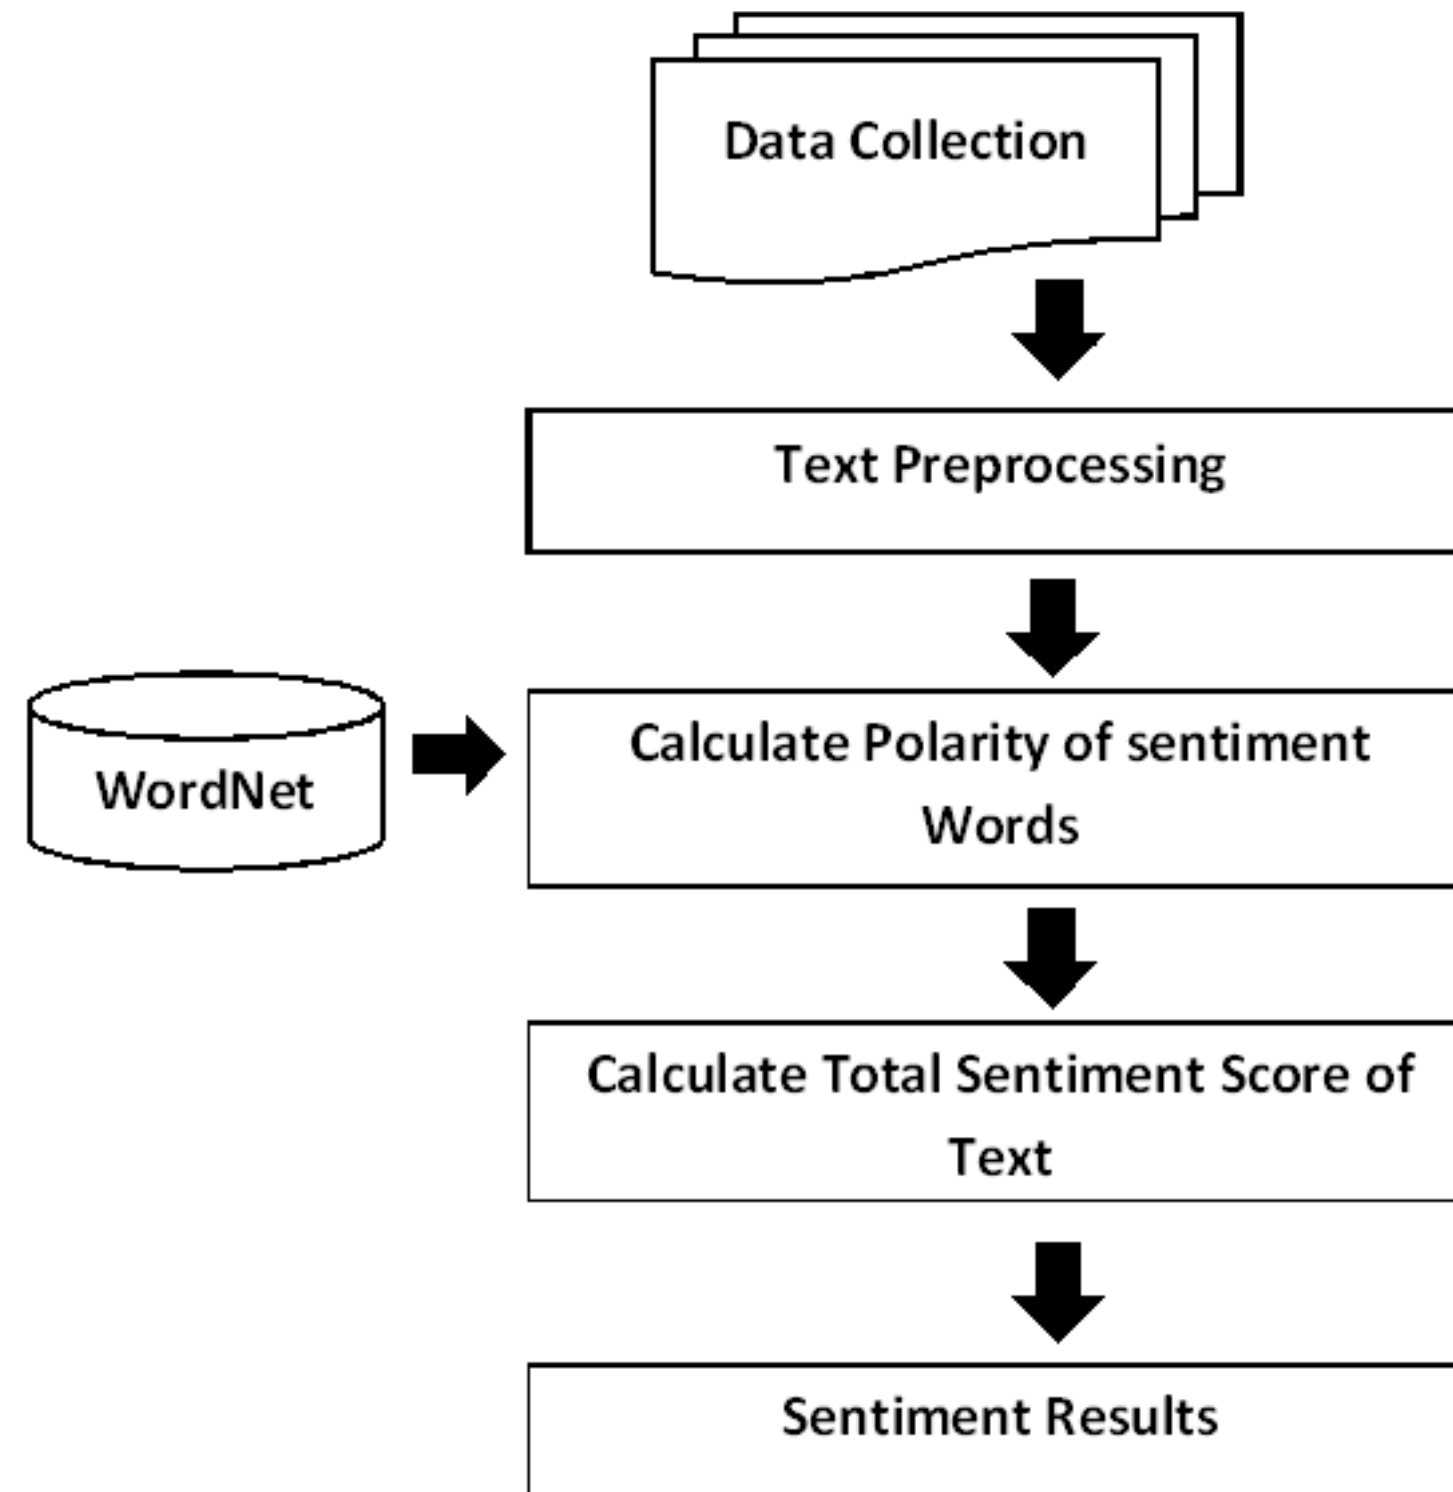 Data Collection
Text Preprocessing
WordNet
Calculate Polarity of sentiment
Words
Calculate Total Sentiment Score of
Text
Sentiment Results